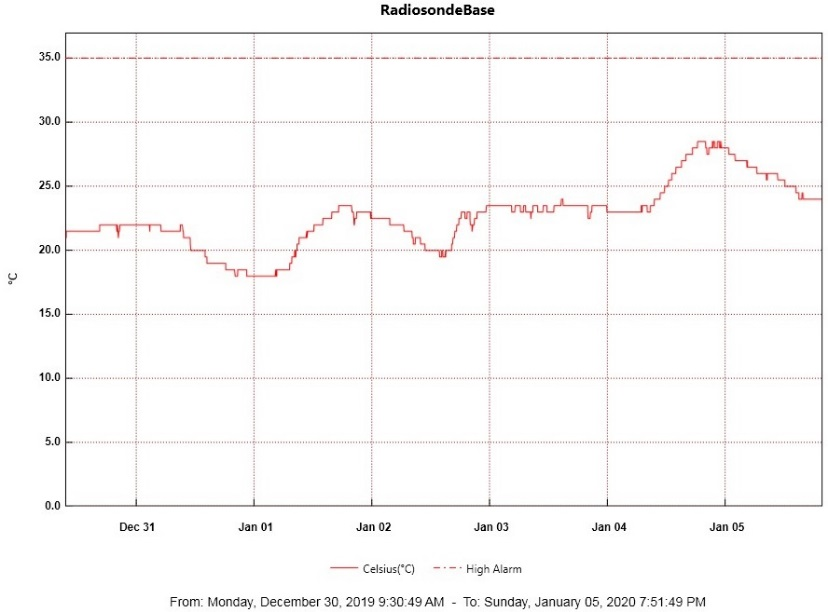 RadiosondeBase
35.0
30.0
25.0
20.0
15.0
10.0
5.0
0.0
°C
Dec 31 Jan 01 Jan 02 Jan 03 Jan 04 Jan 05
Celsius(°C) High Alarm
From: Monday, December 30, 2019 9:30:49 AM - To: Sunday, January 05, 2020 7:51:49 PM